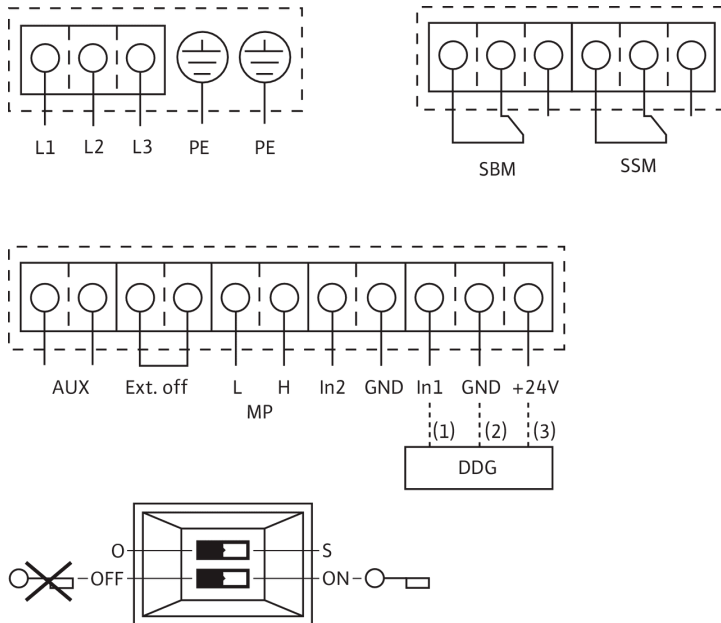 L1 L2 L3 PE PE
SBM SSM
AUX Ext. off L H In2 GND In1 GND +24V
MP
(1) (2) (3)
DDG
O S
OFF ON